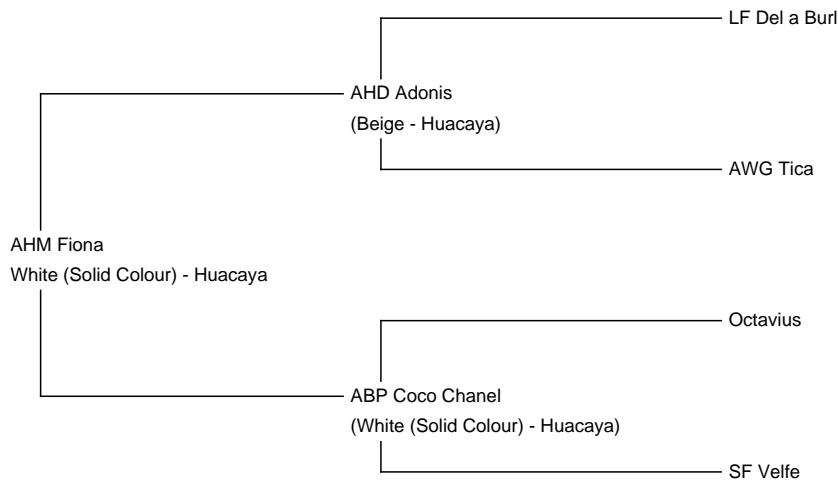 LF Del a Burl
AHD Adonis
(Beige - Huacaya)
AWG Tica
AHM Fiona
White (Solid Colour) - Huacaya
Octavius
ABP Coco Chanel
(White (Solid Colour) - Huacaya)
SF Velfe